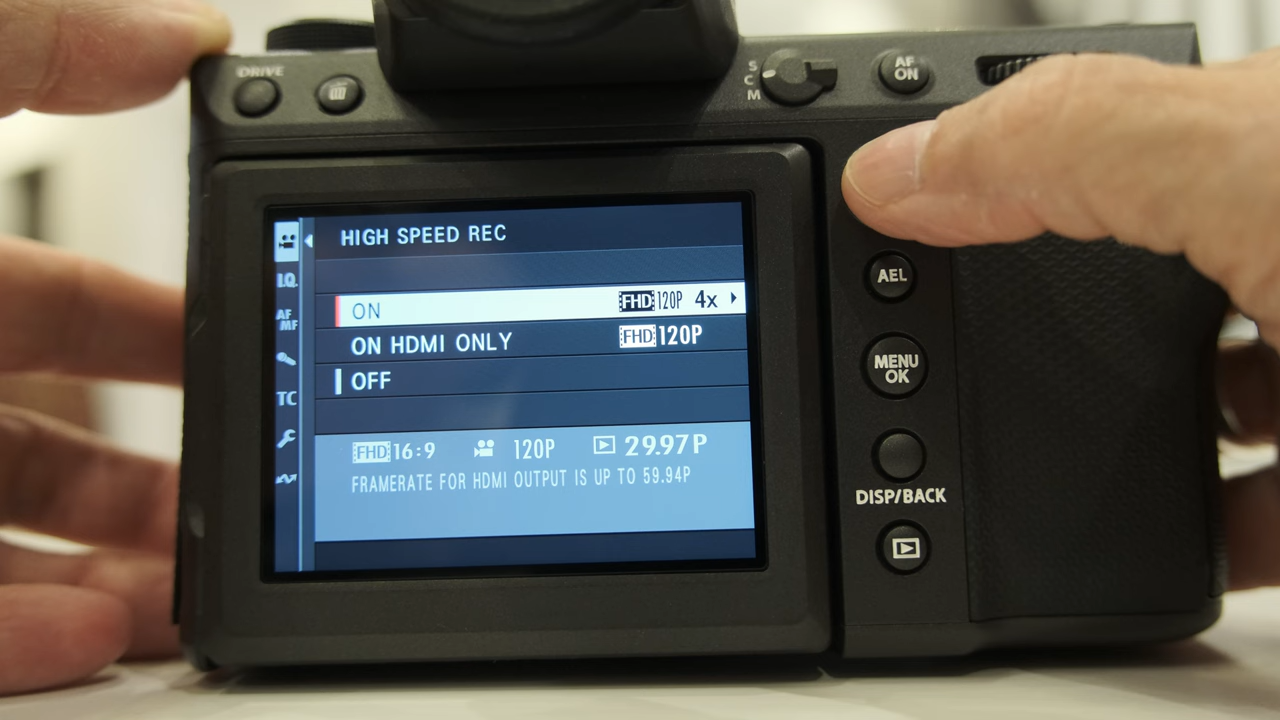 DRIVE
S
C
M
AF
ON
HIGH SPEED REC
I.Q.
AF
MF
TC
ON FHD 120P 4x
ON HDMI ONLY FHD 120P
OFF
FHD 16:9 120P 29.97P
FRAMERATE FOR HDMI OUTPUT IS UP TO 59.94P
AEL
MENU
OK
DISP/BACK